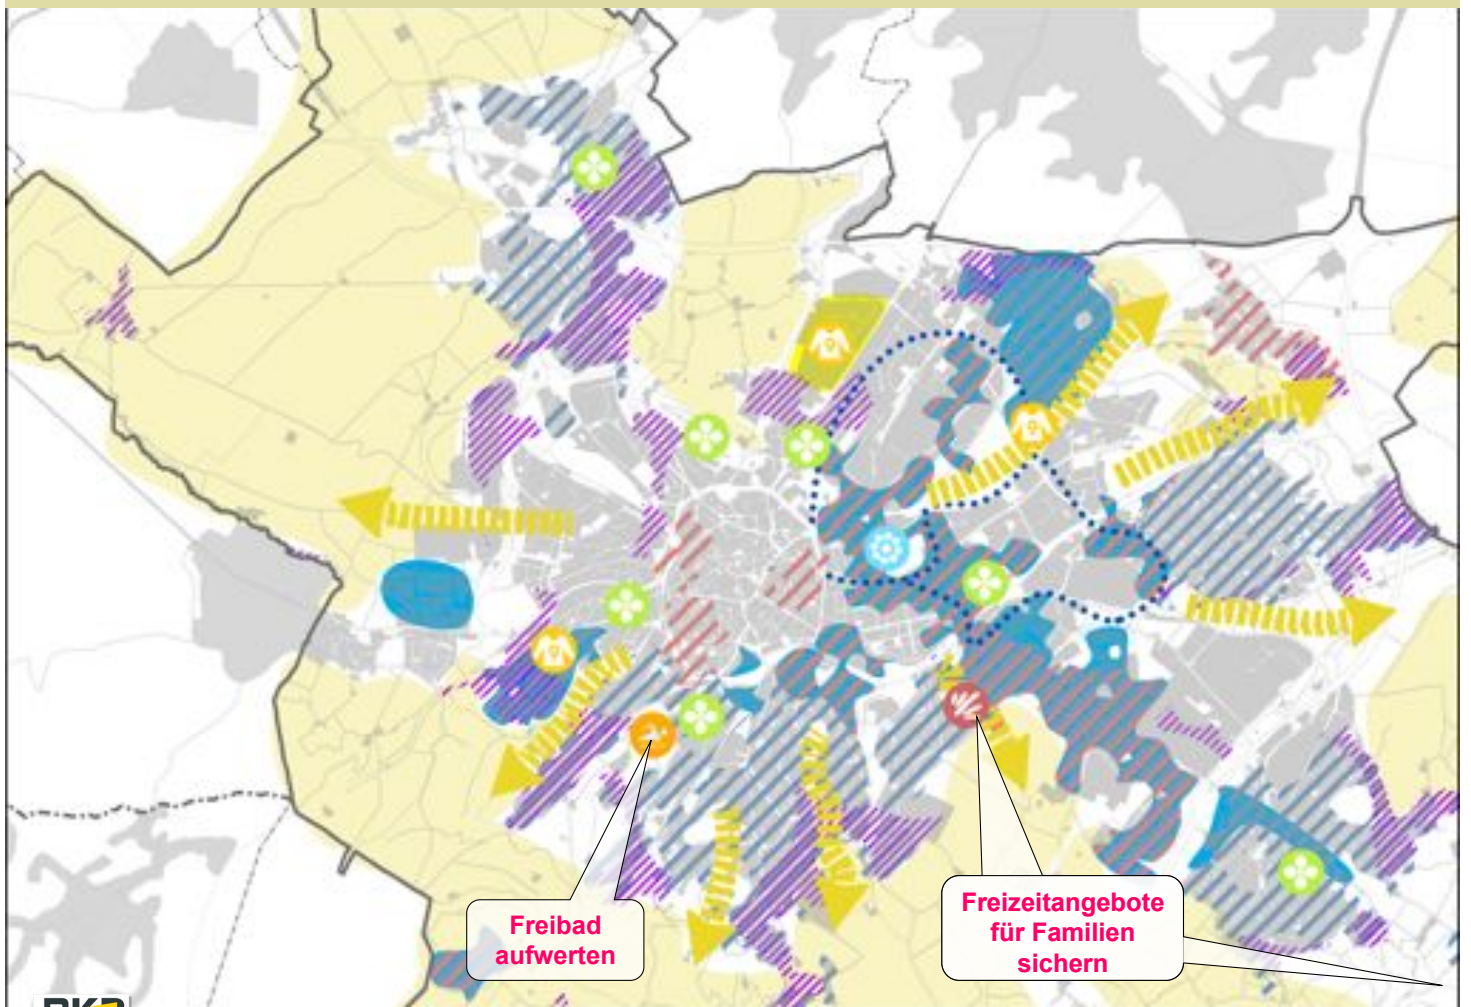 Freibad
aufwerten
Freizeitangebote
für Familien
sichern